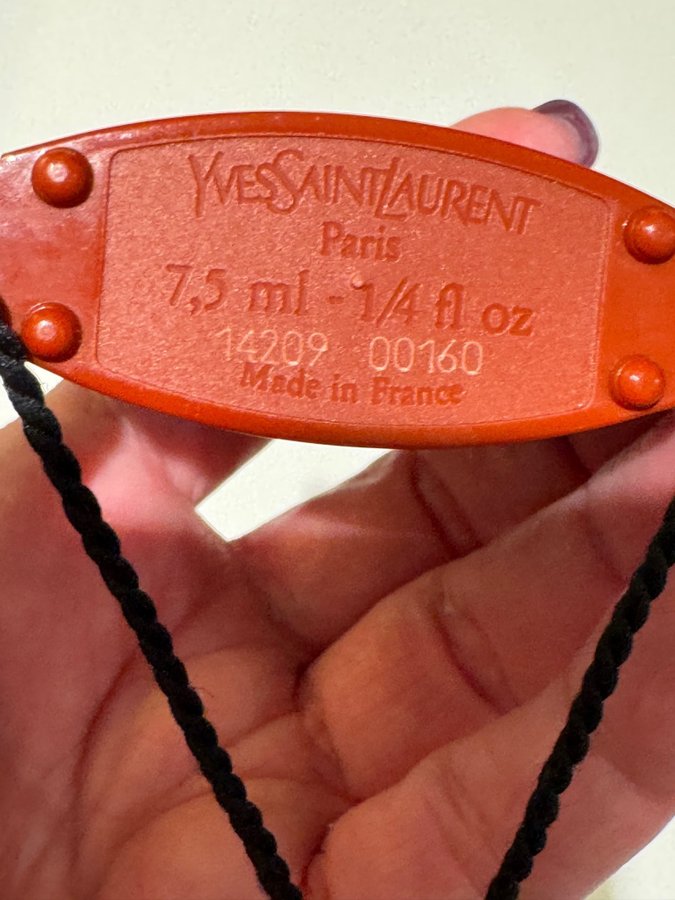 YVESSAINTLAURENT
Paris
7,5 ml - 1/4 fl oz
14209 00160
Made in France